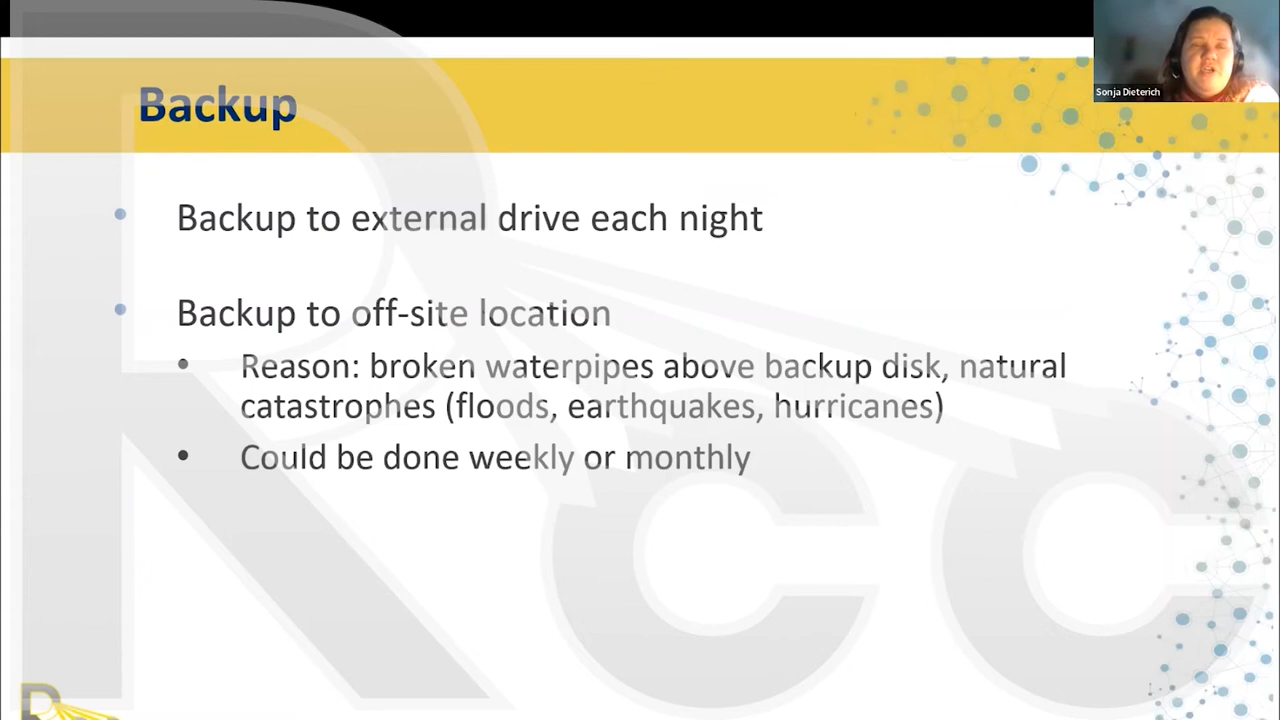 Sonja Dieterich
Backup
• Backup to external drive each night
• Backup to off-site location
• Reason: broken waterpipes above backup disk, natural
catastrophes (floods, earthquakes, hurricanes)
• Could be done weekly or monthly
Rcc